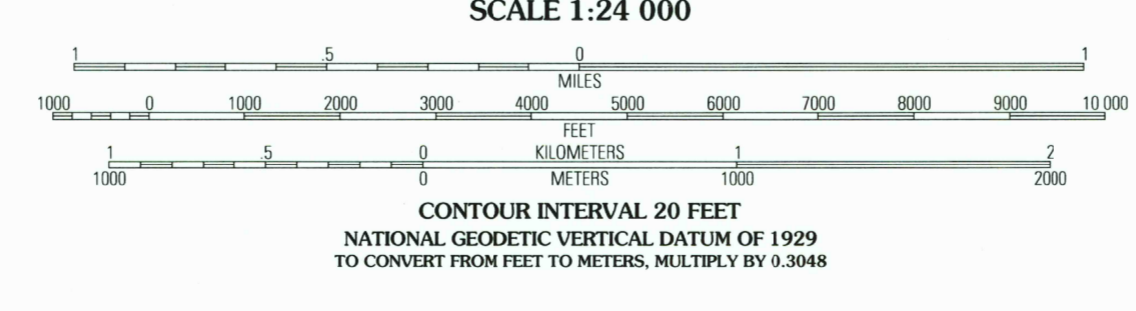 SCALE 1:24 000
1 .5 0 1
MILES
1000 0 1000 2000 3000 4000 5000 6000 7000 8000 9000 10 000
FEET
1 .5 0 KILOMETERS 1 2
1000 0 METERS 1000 2000
CONTOUR INTERVAL 20 FEET
NATIONAL GEODETIC VERTICAL DATUM OF 1929
TO CONVERT FROM FEET TO METERS, MULTIPLY BY 0.3048